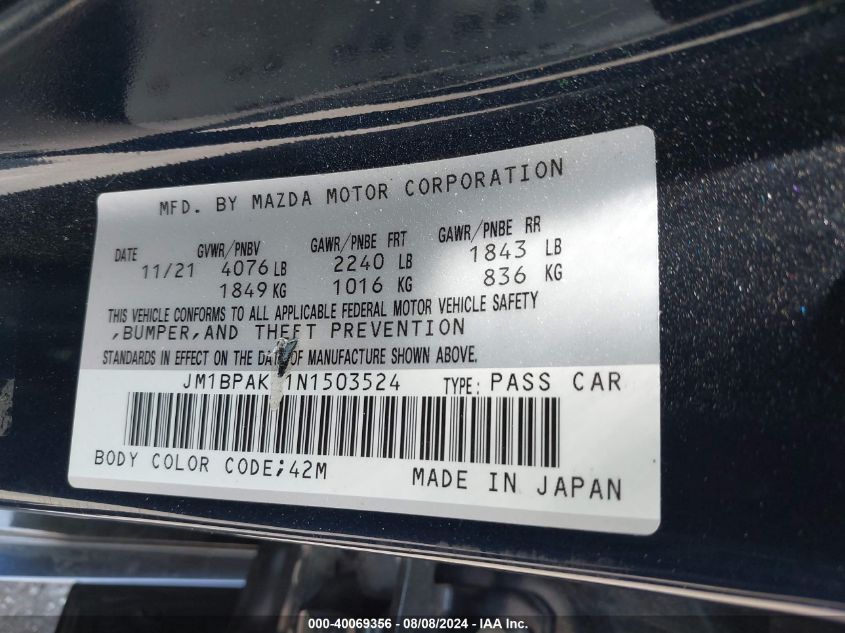 MFD. BY MAZDA MOTOR CORPORATION
DATE GVWR/PNBV GAWR/PNBE FRT GAWR/PNBE RR
11/21 4076 LB 2240 LB 1843 LB
1849 KG 1016 KG 836 KG
THIS VEHICLE CONFORMS TO ALL APPLICABLE FEDERAL MOTOR VEHICLE SAFETY
,BUMPER,AND THEFT PREVENTION
STANDARDS IN EFFECT ON THE DATE OF MANUFACTURE SHOWN ABOVE.
TYPE: PASS CAR
BODY COLOR CODE;42M MADE IN JAPAN
000-40069356 - 08/08/2024 - IAA Inc.